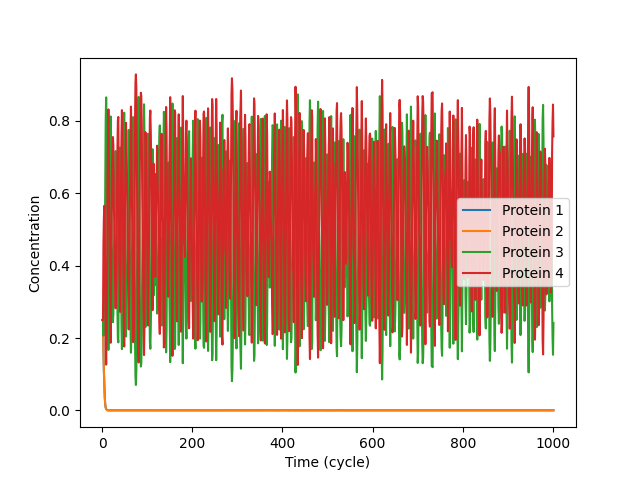 0.8
0.6
0.4
0.2
0.0
Concentration
0
200
400
600
800
1000
Time (cycle)
Protein 1
Protein 2
Protein 3
Protein 4